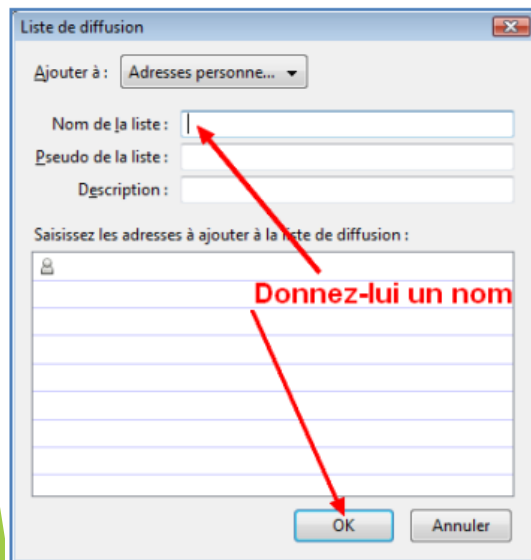 Liste de diffusion
Ajouter à : Adresses personne...
Nom de la liste :
Pseudo de la liste :
Description :
Saisissez les adresses à ajouter à la liste de diffusion :
Donnez-lui un nom
OK Annuler